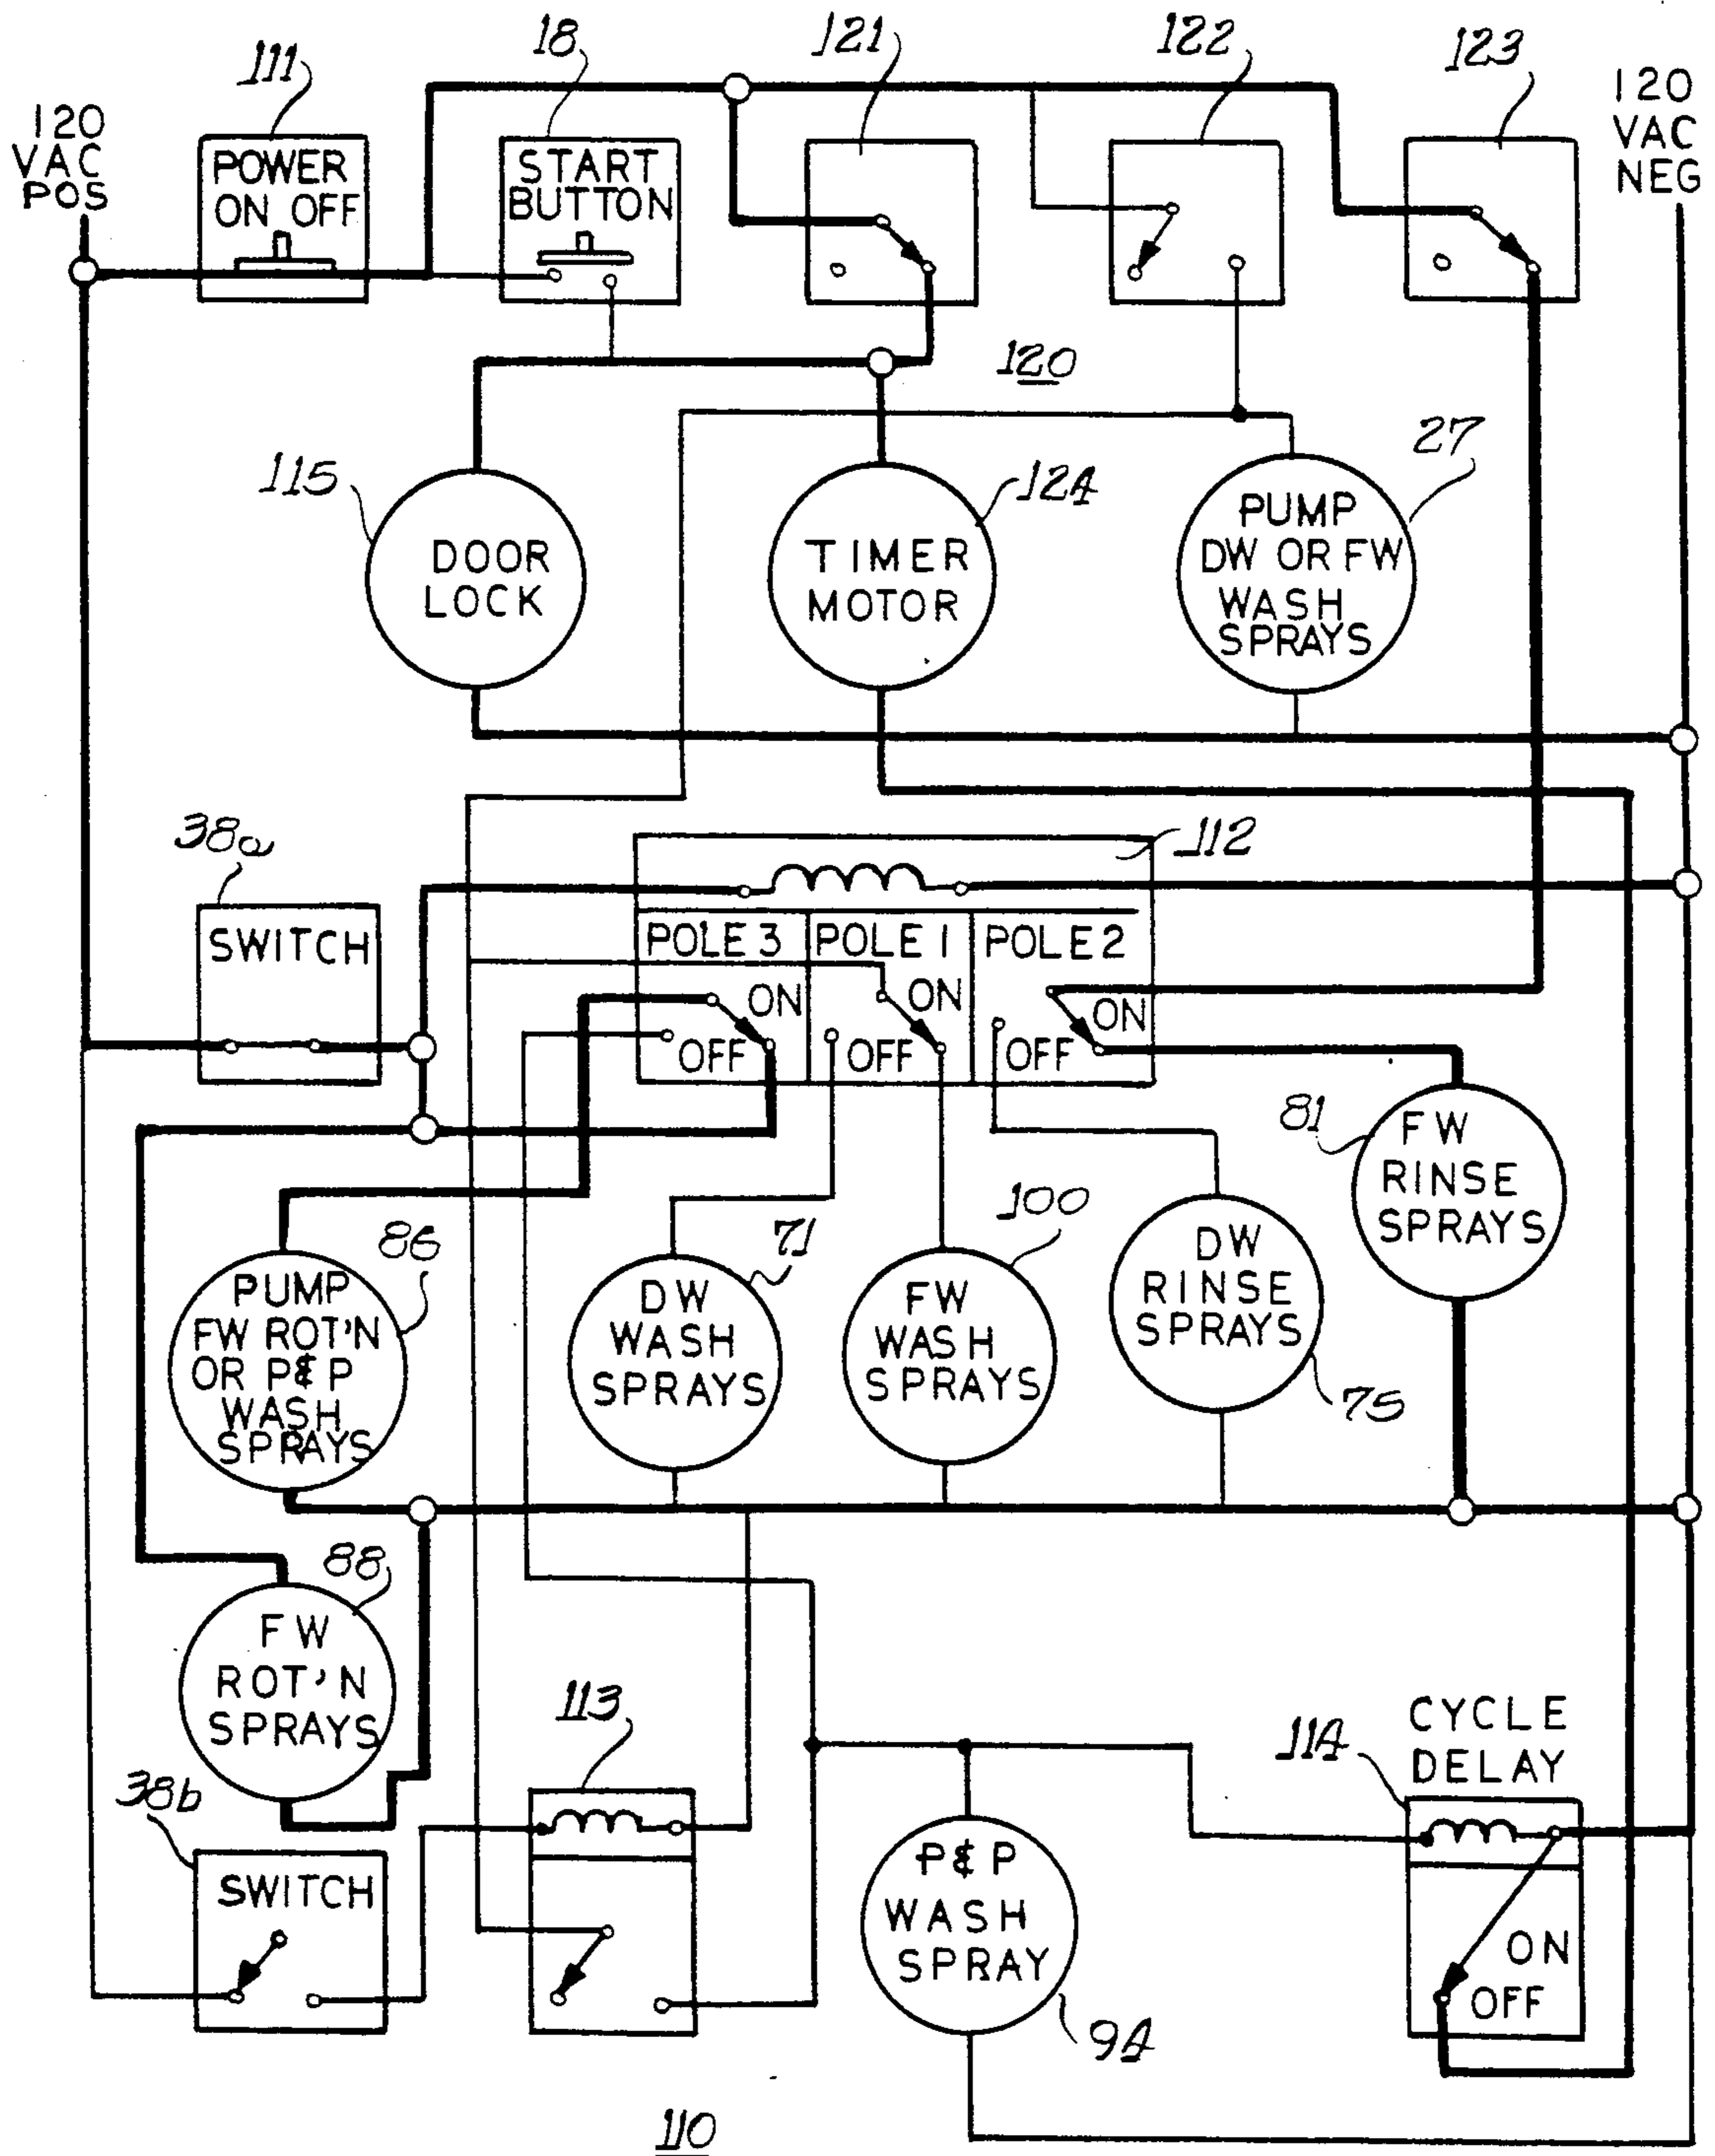 111
18
121
122
123
120
VAC
POS
POWER
ON OFF
START
BUTTON
120
VAC
NEG
120
115
DOOR
LOCK
124
TIMER
MOTOR
27
PUMP
DW OR FW
WASH
SPRAYS
38a
SWITCH
112
POLE 3
POLE 1
POLE 2
ON
OFF
ON
OFF
ON
OFF
81
FW
RINSE
SPRAYS
86
PUMP
FW ROT'N
OR P&P
WASH
SPRAYS
71
DW
WASH
SPRAYS
100
FW
WASH
SPRAYS
DW
RINSE
SPRAYS
75
88
FW
ROT'N
SPRAYS
38b
SWITCH
113
P&P
WASH
SPRAY
94
CYCLE
DELAY
114
ON
OFF
110